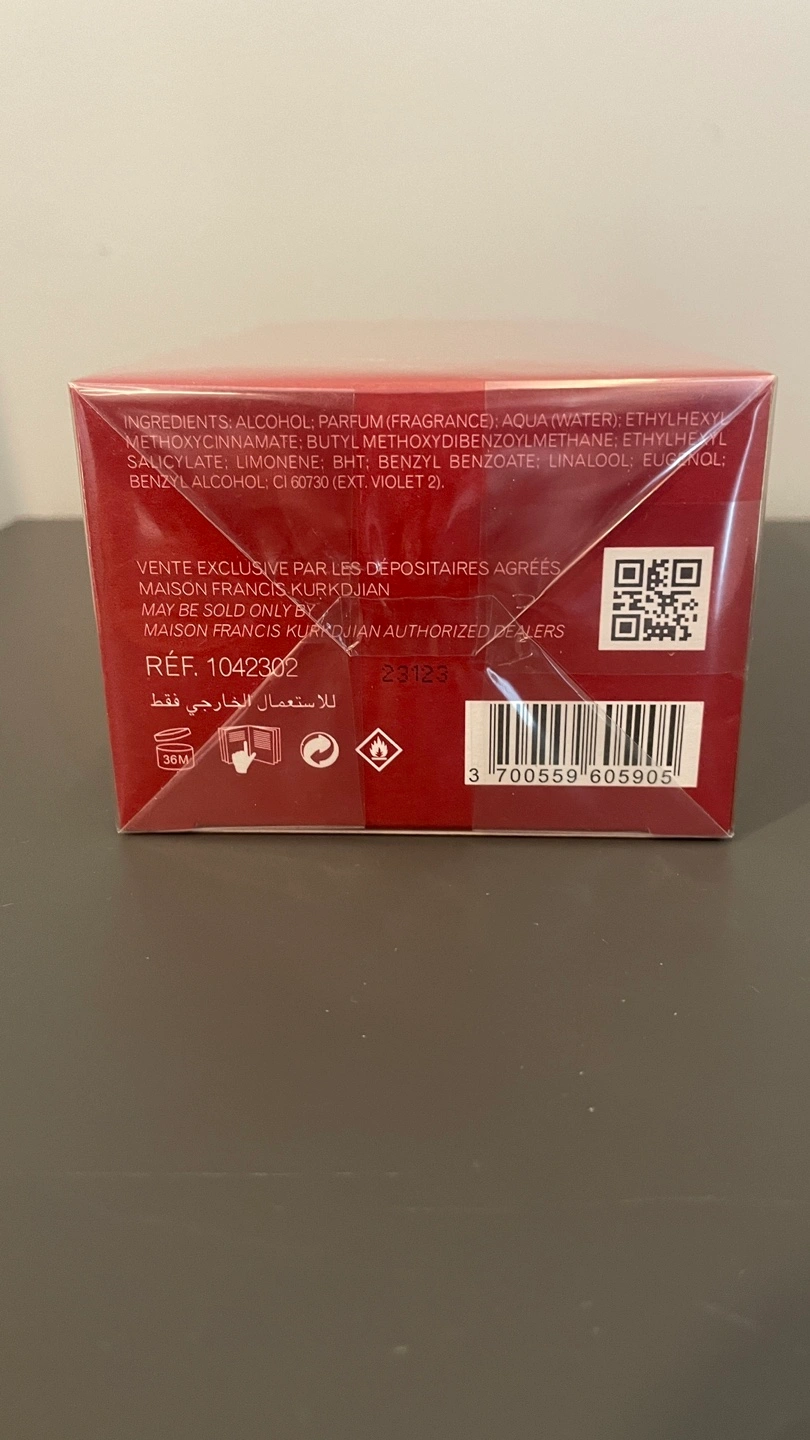 INGREDIENTS: ALCOHOL; PARFUM (FRAGRANCE); AQUA (WATER); ETHYLHEXYL
METHOXYCINNAMATE; BUTYL METHOXYDIBENZOYLMETHANE; ETHYLHEXYL
SALICYLATE; LIMONENE; BHT; BENZYL BENZOATE; LINALOOL; EUGENOL;
BENZYL ALCOHOL; CI 60730 (EXT. VIOLET 2).
VENTE EXCLUSIVE PAR LES DÉPOSITAIRES AGRÉÉS
MAISON FRANCIS KURKDJIAN
MAY BE SOLD ONLY BY
MAISON FRANCIS KURKDJIAN AUTHORIZED DEALERS
RÉF. 1042302
23123
للاستعمال الخارجي فقط
36M
3 700559 605905